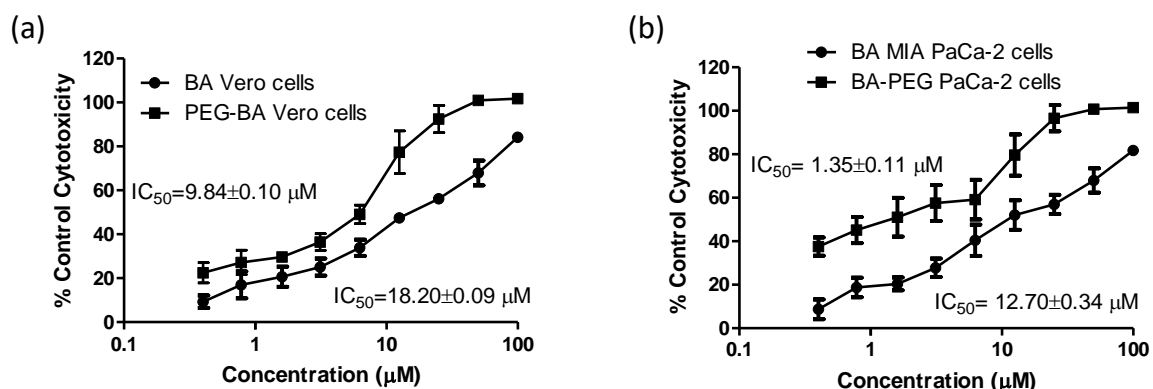 (a)
BA Vero cells
PEG-BA Vero cells
% Control Cytotoxicity
120
100
80
60
40
20
0
IC50=9.84±0.10 μM
IC50=18.20±0.09 μM
0.1
1
10
100
Concentration (μM)
(b)
BA MIA PaCa-2 cells
BA-PEG PaCa-2 cells
% Control Cytotoxicity
120
100
80
60
40
20
0
IC50= 1.35±0.11 μM
IC50= 12.70±0.34 μM
0.1
1
10
100
Concentration (μM)